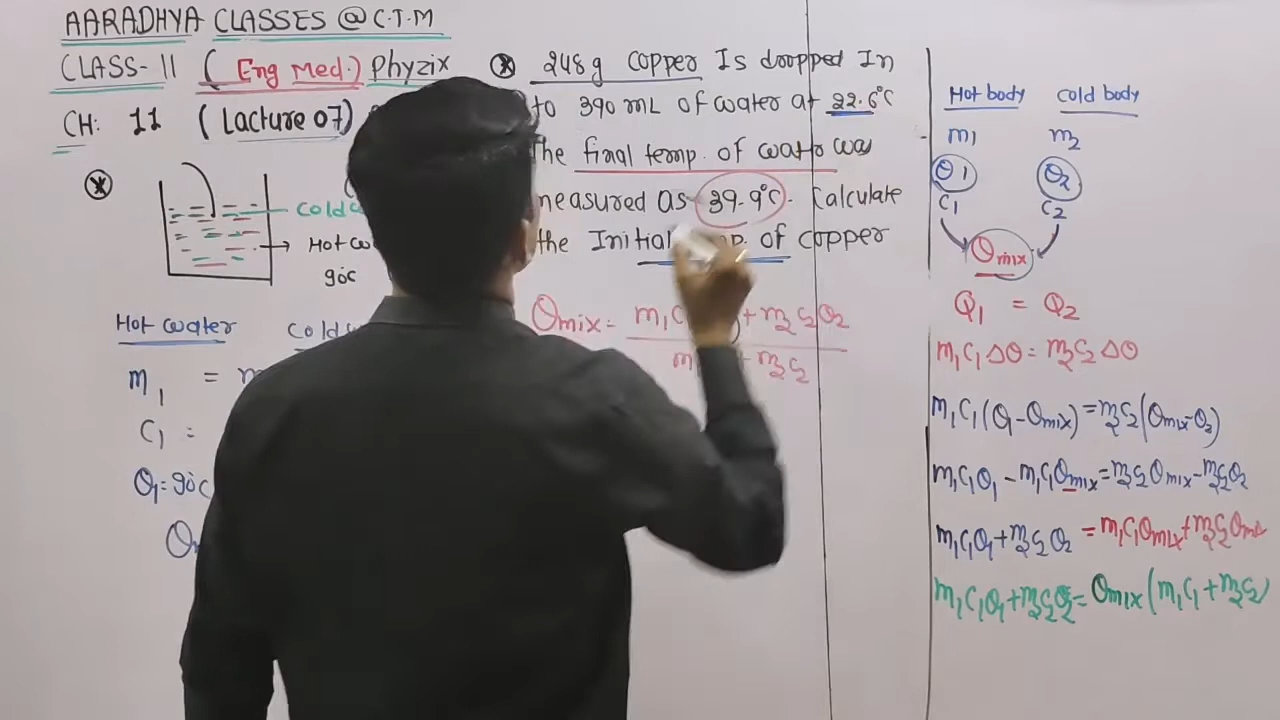 AARADHYA CLASSES @ C.T.M
CLASS-11 (Eng Med.) Phyzix
CH: 11 (Lacture 07)
Hot
90c
Hot water
m1 =
C1 =
θ1 = 90c
248g copper Is dropped In
to 390 mL of water at 22.6°C
The final temp. of water was
measured as 39.9°C. Calculate
the Initial of copper
θmix =
+ m2C2θ2
+ m2C2
Hot body Cold body
m1 m2
θ1 θ2
C1 C2
θmix
Q1 = Q2
m1C1Δθ = m2C2Δθ
m1C1(θ1-θmix) = m2C2(θmix-θ2)
m1C1θ1 - m1C1θmix = m2C2θmix - m2C2θ2
m1C1θ1 + m2C2θ2 = m1C1θmix + m2C2θmix
m1C1θ1 + m2C2θ2 = θmix (m1C1 + m2C2)